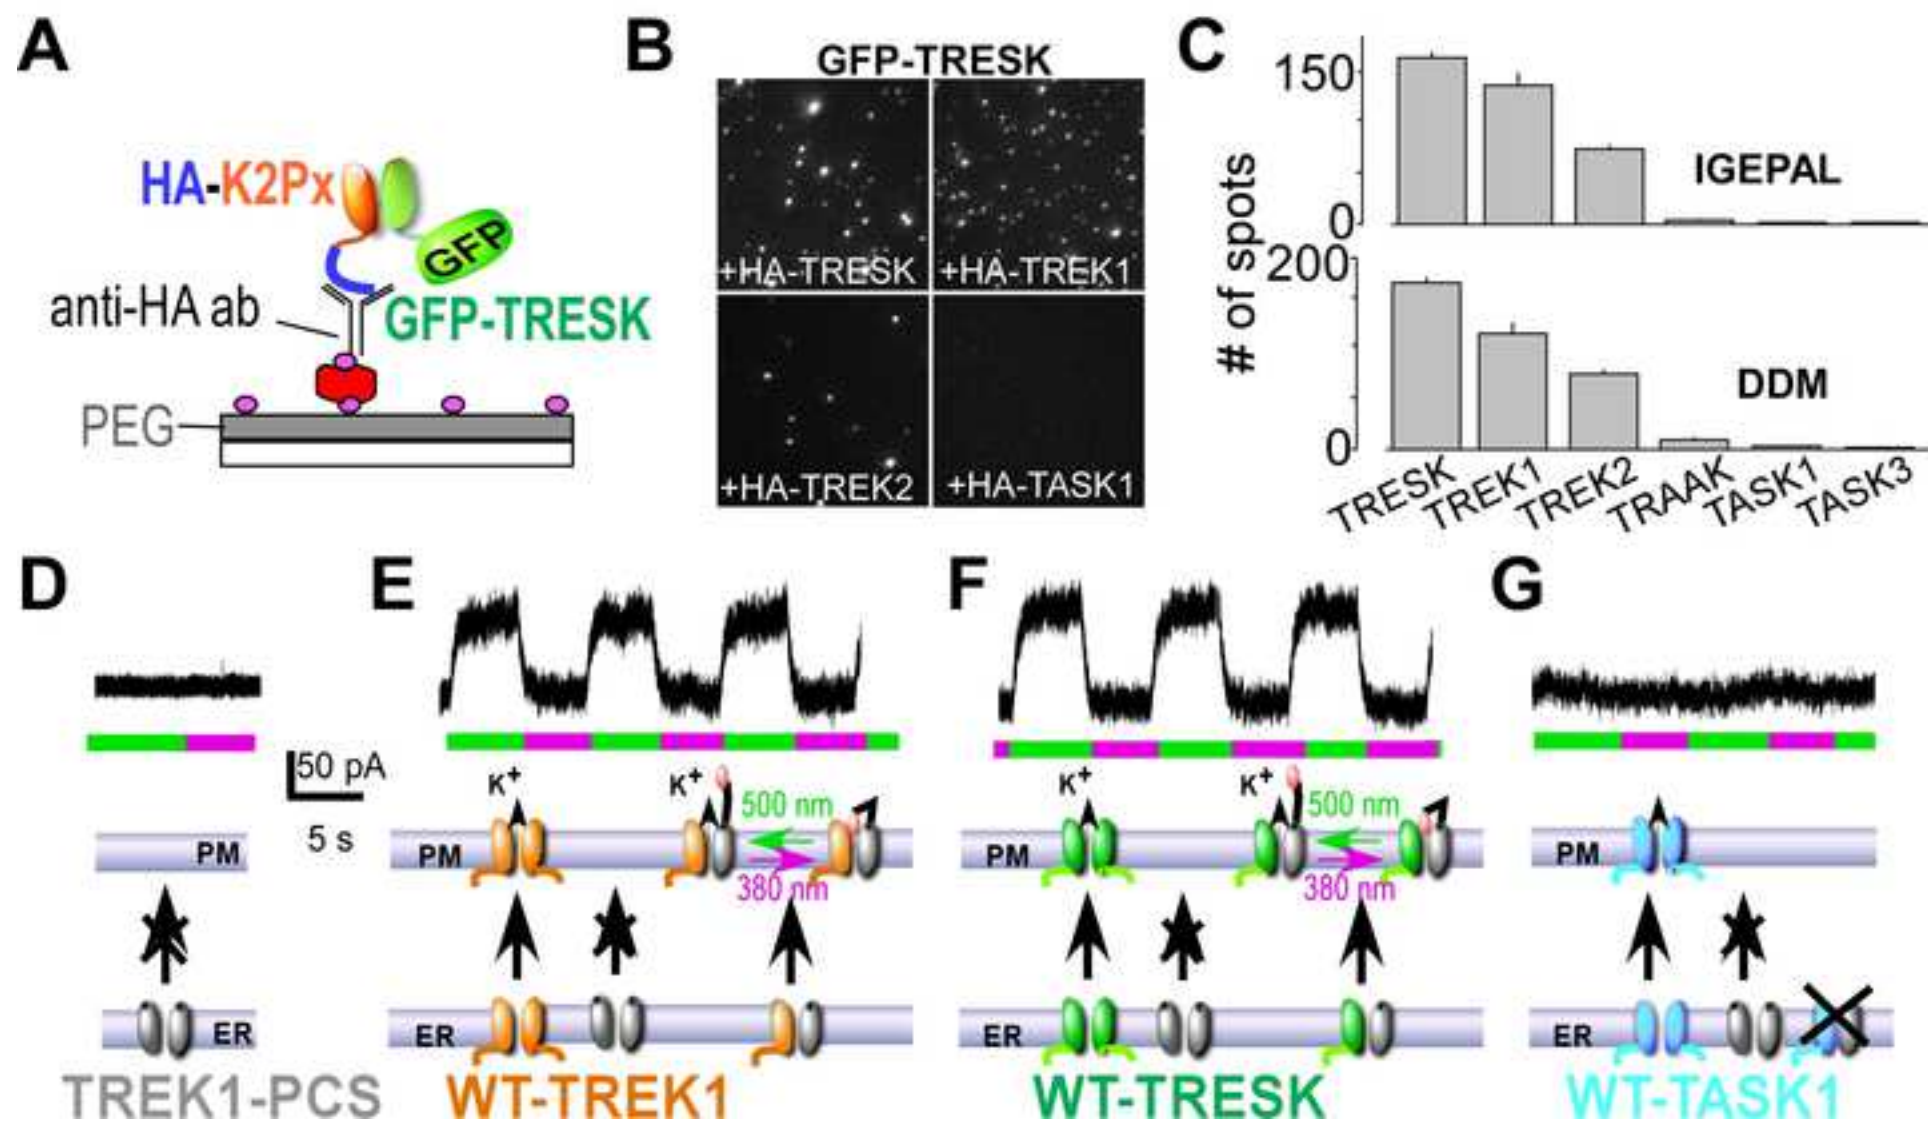 A
HA-K2Px
GFP
anti-HA ab
GFP-TRESK
PEG
B
GFP-TRESK
+HA-TRESK
+HA-TREK1
+HA-TREK2
+HA-TASK1
C
# of spots
150
0
IGEPAL
200
0
DDM
TRESK
TREK1
TREK2
TRAAK
TASK1
TASK3
D
50 pA
5 s
PM
ER
TREK1-PCS
E
K+
K+
500 nm
PM
380 nm
ER
WT-TREK1
F
K+
K+
500 nm
PM
380 nm
ER
WT-TRESK
G
PM
ER
WT-TASK1